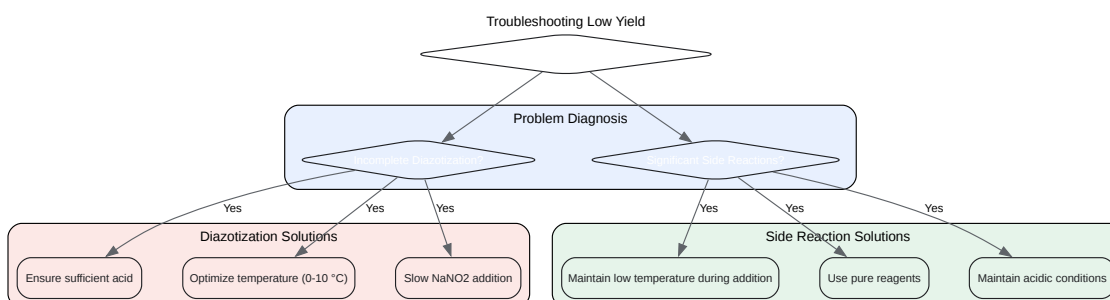 Troubleshooting Low Yield
Problem Diagnosis
Incomplete Diazotization?
Significant Side Reactions?
Yes
Yes
Yes
Yes
Yes
Yes
Diazotization Solutions
Side Reaction Solutions
Ensure sufficient acid
Optimize temperature (0-10 °C)
Slow NaNO2 addition
Maintain low temperature during addition
Use pure reagents
Maintain acidic conditions